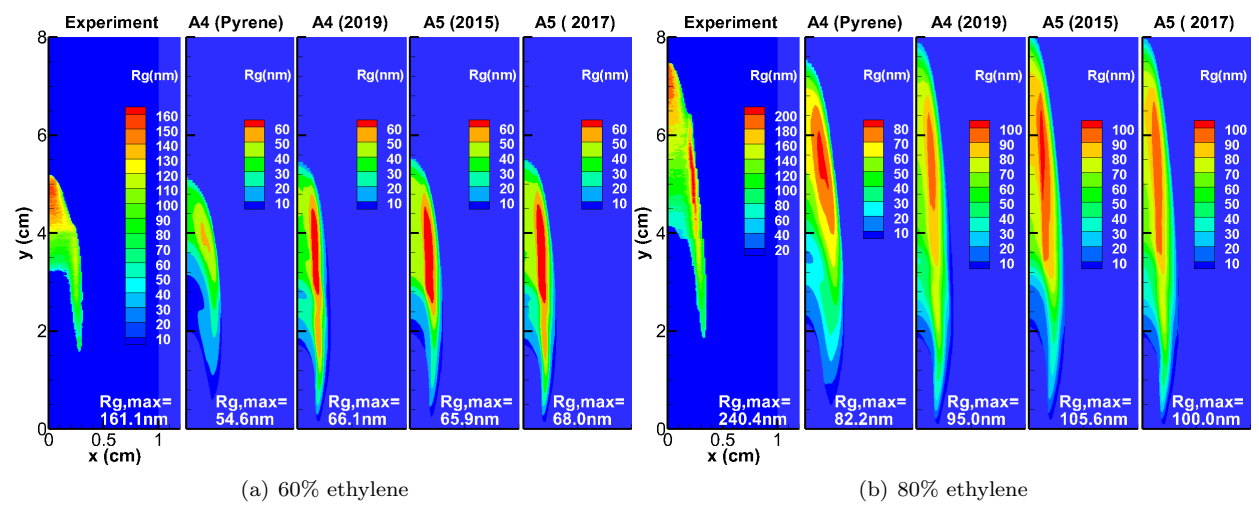 Experiment A4 (Pyrene) A4 (2019) A5 (2015) A5 ( 2017)
8
6
4
2
0
y (cm)
Rg(nm)
160
150
140
130
120
110
100
90
80
70
60
50
40
30
20
10
Rg,max=
161.1nm
0 0.5 1
x (cm)
Rg(nm)
60
50
40
30
20
10
Rg,max=
54.6nm
Rg(nm)
60
50
40
30
20
10
Rg,max=
66.1nm
Rg(nm)
60
50
40
30
20
10
Rg,max=
65.9nm
Rg(nm)
60
50
40
30
20
10
Rg,max=
68.0nm
(a) 60% ethylene
Experiment A4 (Pyrene) A4 (2019) A5 (2015) A5 ( 2017)
8
6
4
2
0
y (cm)
Rg(nm)
200
180
160
140
120
100
80
60
40
20
Rg,max=
240.4nm
0 0.5 1
x (cm)
Rg(nm)
80
70
60
50
40
30
20
10
Rg,max=
82.2nm
Rg(nm)
100
90
80
70
60
50
40
30
20
10
Rg,max=
95.0nm
Rg(nm)
100
90
80
70
60
50
40
30
20
10
Rg,max=
105.6nm
Rg(nm)
100
90
80
70
60
50
40
30
20
10
Rg,max=
100.0nm
(b) 80% ethylene